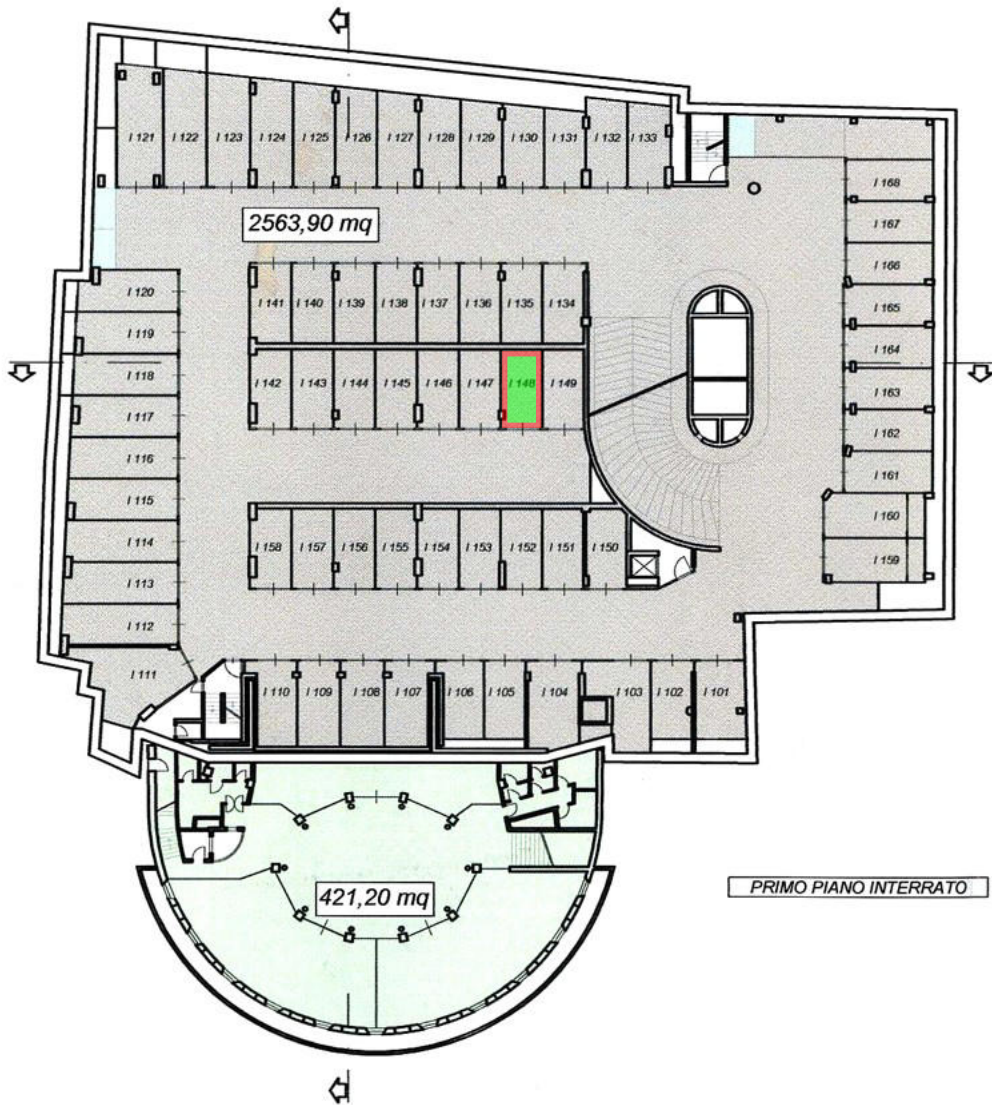 I 121 I 122 I 123 I 124 I 125 I 126 I 127 I 128 I 129 I 130 I 131 I 132 I 133
I 168
I 167
2563,90 mq
I 166
I 120
I 141 I 140 I 139 I 138 I 137 I 136 I 135 I 134
I 165
I 119
I 164
I 118
I 142 I 143 I 144 I 145 I 146 I 147 I 148 I 149
I 163
I 117
I 162
I 116
I 161
I 115
I 160
I 114
I 158 I 157 I 156 I 155 I 154 I 153 I 152 I 151 I 150
I 159
I 113
I 112
I 111
I 110 I 109 I 108 I 107 I 106 I 105 I 104 I 103 I 102 I 101
PRIMO PIANO INTERRATO
421,20 mq